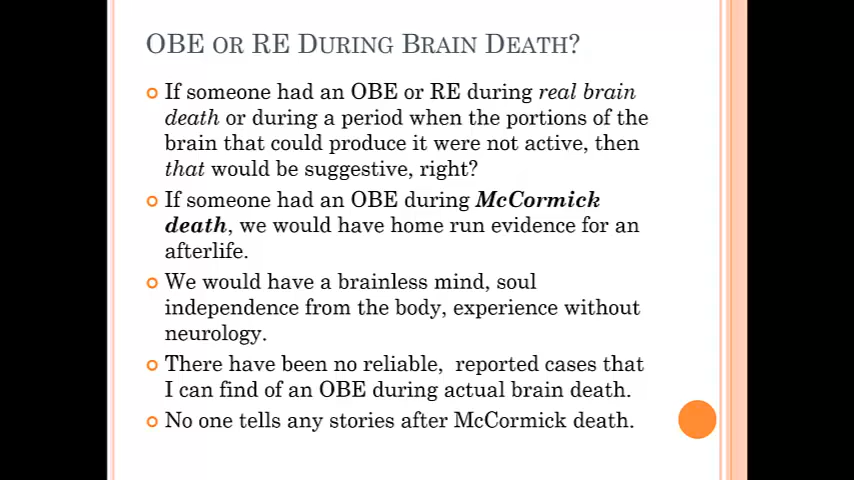 OBE OR RE DURING BRAIN DEATH?
If someone had an OBE or RE during real brain
death or during a period when the portions of the
brain that could produce it were not active, then
that would be suggestive, right?
If someone had an OBE during McCormick
death, we would have home run evidence for an
afterlife.
We would have a brainless mind, soul
independence from the body, experience without
neurology.
There have been no reliable,  reported cases that
I can find of an OBE during actual brain death.
No one tells any stories after McCormick death.